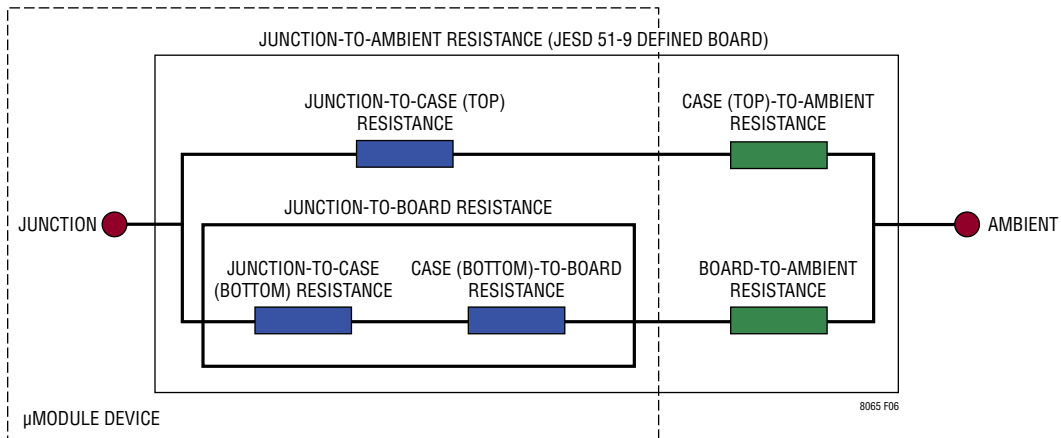 JUNCTION-TO-AMBIENT RESISTANCE (JESD 51-9 DEFINED BOARD)
JUNCTION-TO-CASE (TOP)
RESISTANCE
CASE (TOP)-TO-AMBIENT
RESISTANCE
JUNCTION
JUNCTION-TO-BOARD RESISTANCE
AMBIENT
JUNCTION-TO-CASE
(BOTTOM) RESISTANCE
CASE (BOTTOM)-TO-BOARD
RESISTANCE
BOARD-TO-AMBIENT
RESISTANCE
8065 F06
µMODULE DEVICE